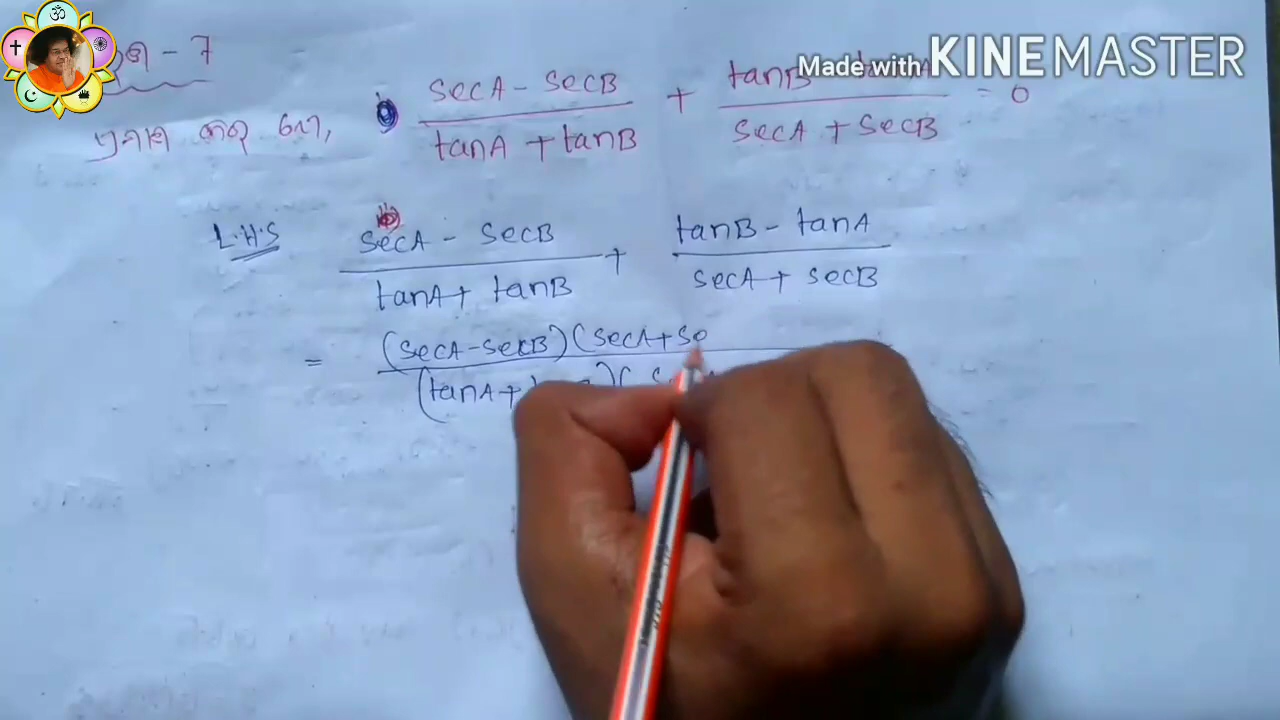 Made with KINEMASTER
ପ୍ରଶ୍ନ - 7
ପ୍ରମାଣ କର ଯେ, (secA - secB)/(tanA + tanB) + (tanB tanA)/(secA + secB) = 0
L.H.S (secA - secB)/(tanA + tanB) + (tanB - tanA)/(secA + secB)
= (secA-secB)(secA+se / (tanA+